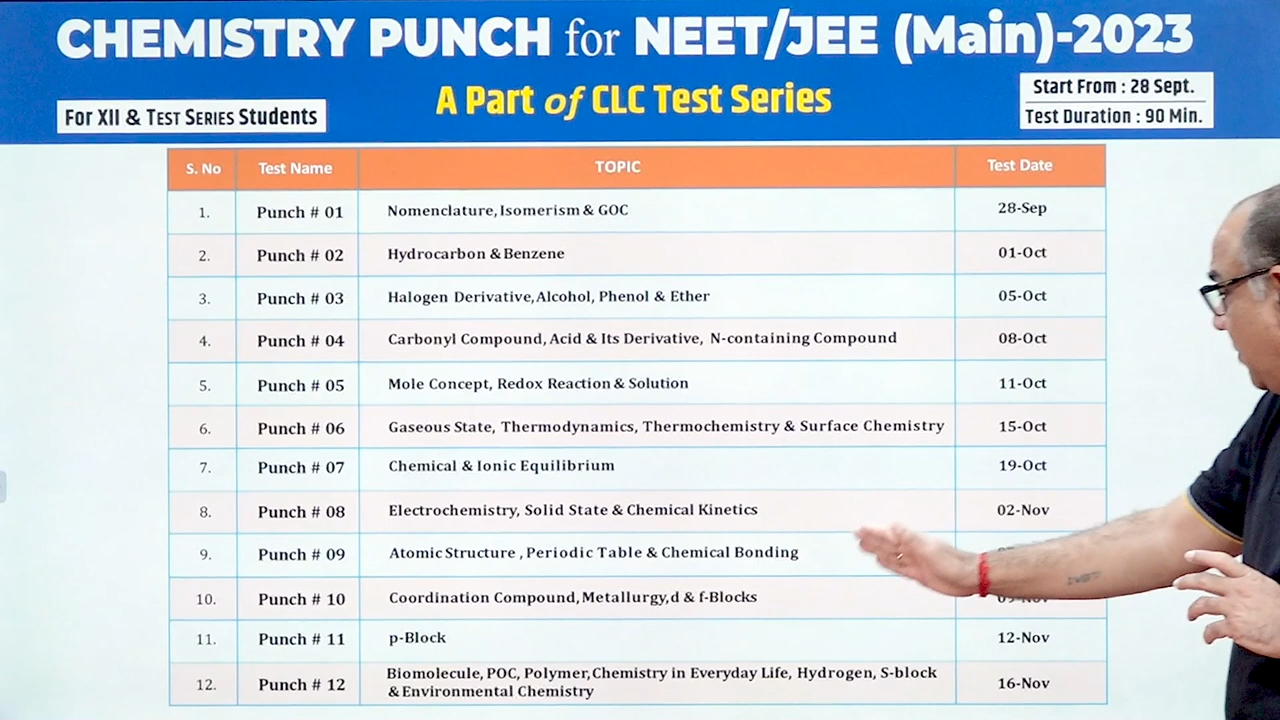 CHEMISTRY PUNCH for NEET/JEE (Main)-2023
A Part of CLC Test Series
For XII & TEST SERIES Students
Start From : 28 Sept.
Test Duration : 90 Min.
S. No Test Name TOPIC Test Date
1. Punch # 01 Nomenclature, Isomerism & GOC 28-Sep
2. Punch # 02 Hydrocarbon & Benzene 01-Oct
3. Punch # 03 Halogen Derivative, Alcohol, Phenol & Ether 05-Oct
4. Punch # 04 Carbonyl Compound, Acid & Its Derivative, N-containing Compound 08-Oct
5. Punch # 05 Mole Concept, Redox Reaction & Solution 11-Oct
6. Punch # 06 Gaseous State, Thermodynamics, Thermochemistry & Surface Chemistry 15-Oct
7. Punch # 07 Chemical & Ionic Equilibrium 19-Oct
8. Punch # 08 Electrochemistry, Solid State & Chemical Kinetics 02-Nov
9. Punch # 09 Atomic Structure , Periodic Table & Chemical Bonding
10. Punch # 10 Coordination Compound, Metallurgy, d & f-Blocks
11. Punch # 11 p-Block 12-Nov
12. Punch # 12 Biomolecule, POC, Polymer, Chemistry in Everyday Life, Hydrogen, S-block
& Environmental Chemistry 16-Nov